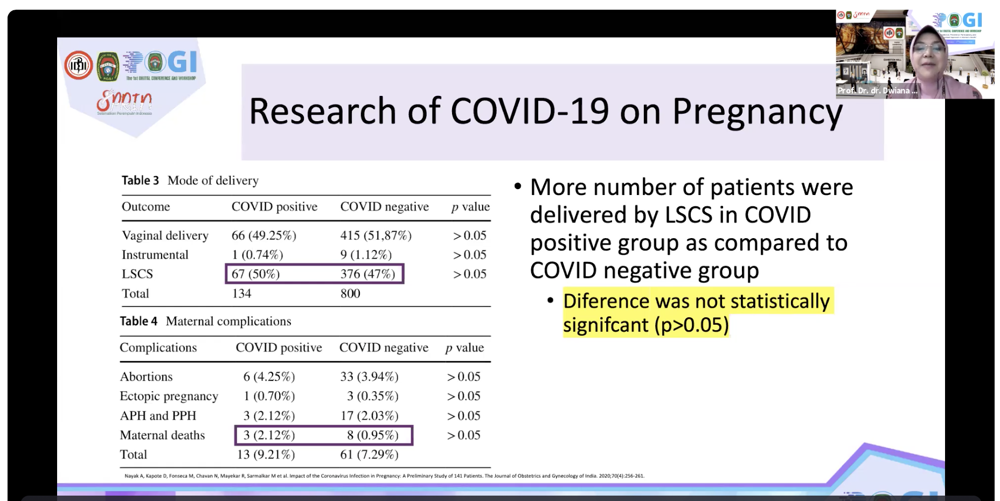 POGI
The 1st DIGITAL CONFERENCE AND WORKSHOP
SPRIN
Selamatkan Perempuan Indonesia
Research of COVID-19 on Pregnancy
GI
EXHIBITION HALL
Prof. Dr. dr. Dwiana ...
Table 3 Mode of delivery
Outcome COVID positive COVID negative p value
Vaginal delivery 66 (49.25%) 415 (51,87%) >0.05
Instrumental 1 (0.74%) 9 (1.12%) >0.05
LSCS 67 (50%) 376 (47%) >0.05
Total 134 800
Table 4 Maternal complications
Complications COVID positive COVID negative p value
Abortions 6 (4.25%) 33 (3.94%) >0.05
Ectopic pregnancy 1 (0.70%) 3 (0.35%) >0.05
APH and PPH 3 (2.12%) 17 (2.03%) >0.05
Maternal deaths 3 (2.12%) 8 (0.95%) >0.05
Total 13 (9.21%) 61 (7.29%)
• More number of patients were
delivered by LSCS in COVID
positive group as compared to
COVID negative group
• Diference was not statistically
signifcant (p>0.05)
Nayak A, Kapote D, Fonseca M, Chavan N, Mayekar R, Sarmalkar M et al. Impact of the Coronavirus Infection in Pregnancy: A Preliminary Study of 141 Patients. The Journal of Obstetrics and Gynecology of India. 2020;70(4):256-261.